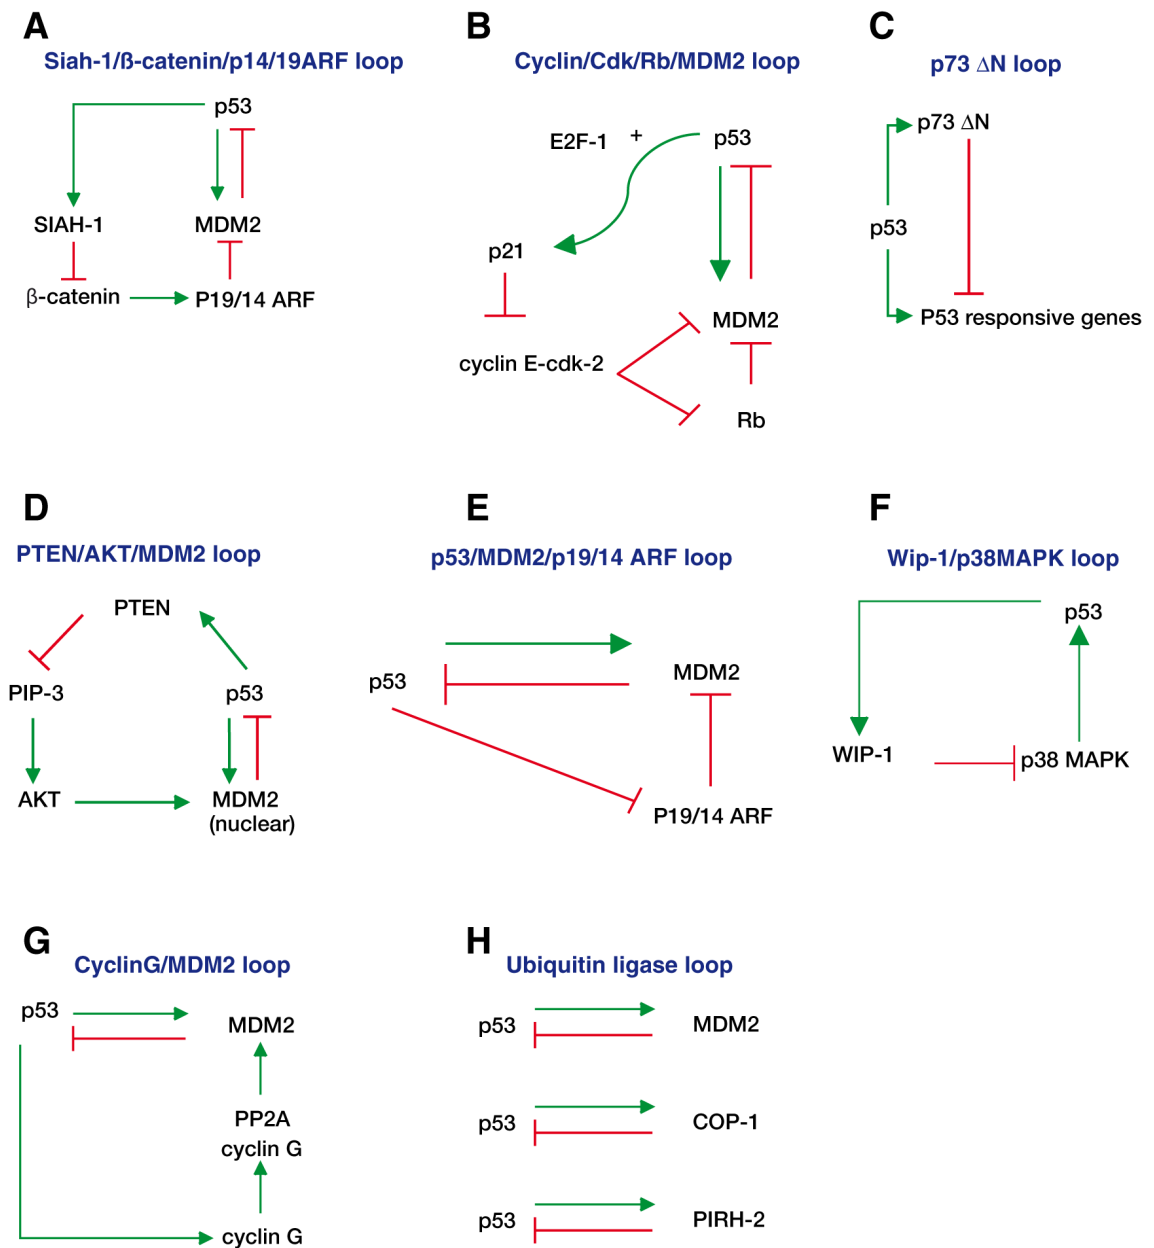 A
Siah-1/ß-catenin/p14/19ARF loop
p53
SIAH-1
MDM2
β-catenin
P19/14 ARF
B
Cyclin/Cdk/Rb/MDM2 loop
E2F-1 +
p53
p21
MDM2
cyclin E-cdk-2
Rb
C
p73 ΔN loop
p73 ΔN
p53
P53 responsive genes
D
PTEN/AKT/MDM2 loop
PTEN
PIP-3
p53
AKT
MDM2
(nuclear)
E
p53/MDM2/p19/14 ARF loop
p53
MDM2
P19/14 ARF
F
Wip-1/p38MAPK loop
p53
WIP-1
p38 MAPK
G
CyclinG/MDM2 loop
p53
MDM2
PP2A
cyclin G
cyclin G
H
Ubiquitin ligase loop
p53
MDM2
p53
COP-1
p53
PIRH-2